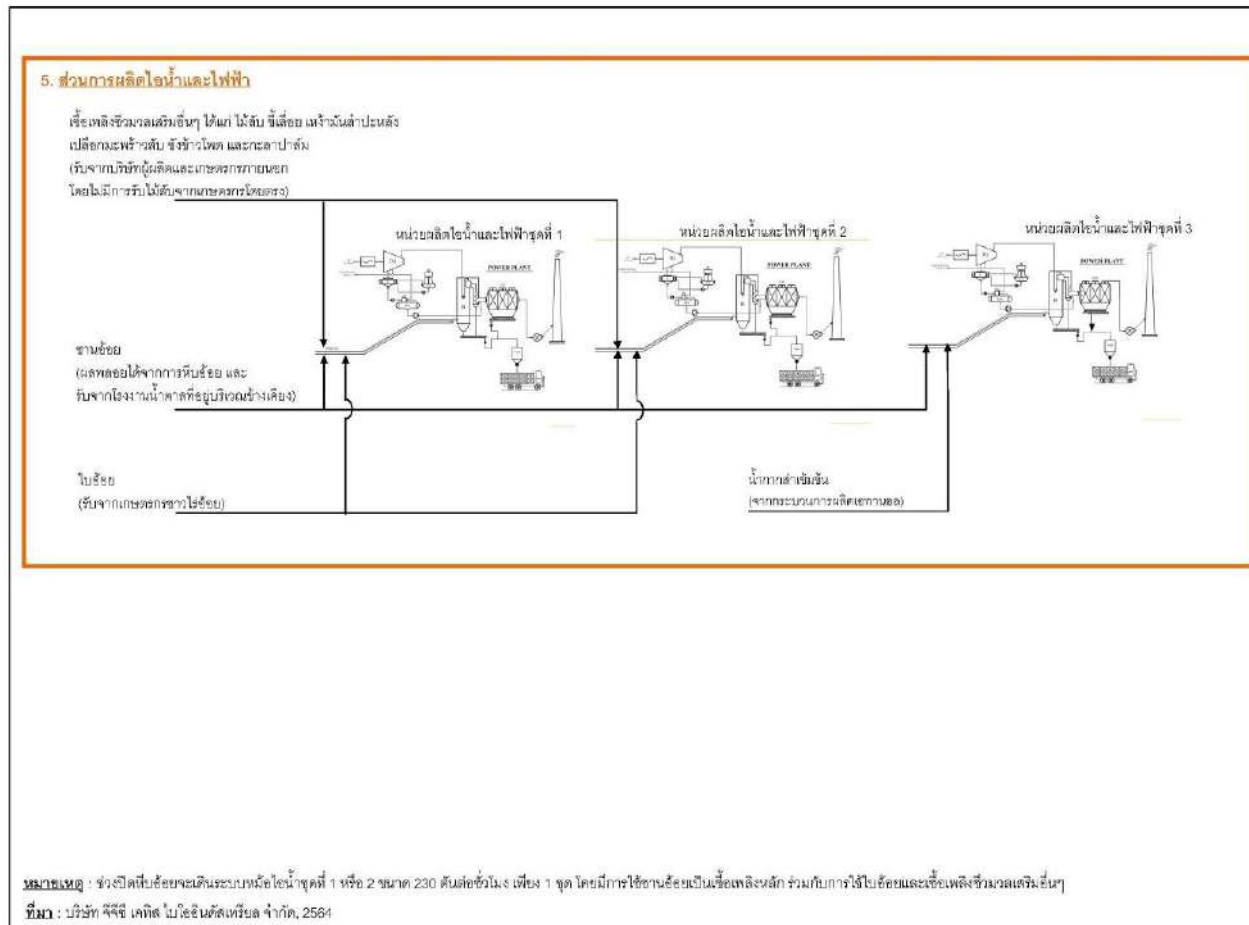 5. ส่วนการผลิตไอน้ำและไฟฟ้า
เชื้อเพลิงชีวมวลเสริมอื่นๆ ได้แก่ ไม้สับ ขี้เลื่อย เหง้ามันสำปะหลัง
เปลือกมะพร้าวสับ ซังข้าวโพด และกะลาปาล์ม
(รับจากบริษัทผู้ผลิตและเกษตรกรภายนอก
โดยไม่มีการรับไม้สับจากเกษตรกรโดยตรง)
หน่วยผลิตไอน้ำและไฟฟ้าชุดที่ 1
หน่วยผลิตไอน้ำและไฟฟ้าชุดที่ 2
หน่วยผลิตไอน้ำและไฟฟ้าชุดที่ 3
POWER PLANT
POWER PLANT
POWER PLANT
ชานอ้อย
(ผลพลอยได้จากการหีบอ้อย และ
รับจากโรงงานน้ำตาลที่อยู่บริเวณข้างเคียง)
ใบอ้อย
(รับจากเกษตรกรชาวไร่อ้อย)
น้ำกากส่าเข้มข้น
(จากกระบวนการผลิตเอทานอล)
หมายเหตุ : ช่วงปิดหีบอ้อยจะเดินระบบหม้อไอน้ำชุดที่ 1 หรือ 2 ขนาด 230 ตันต่อชั่วโมง เพียง 1 ชุด โดยมีการใช้ชานอ้อยเป็นเชื้อเพลิงหลัก ร่วมกับการใช้ใบอ้อยและเชื้อเพลิงชีวมวลเสริมอื่นๆ
ที่มา : บริษัท จีจีซี เคทิส ไบโออินดัสเทรียล จำกัด, 2564